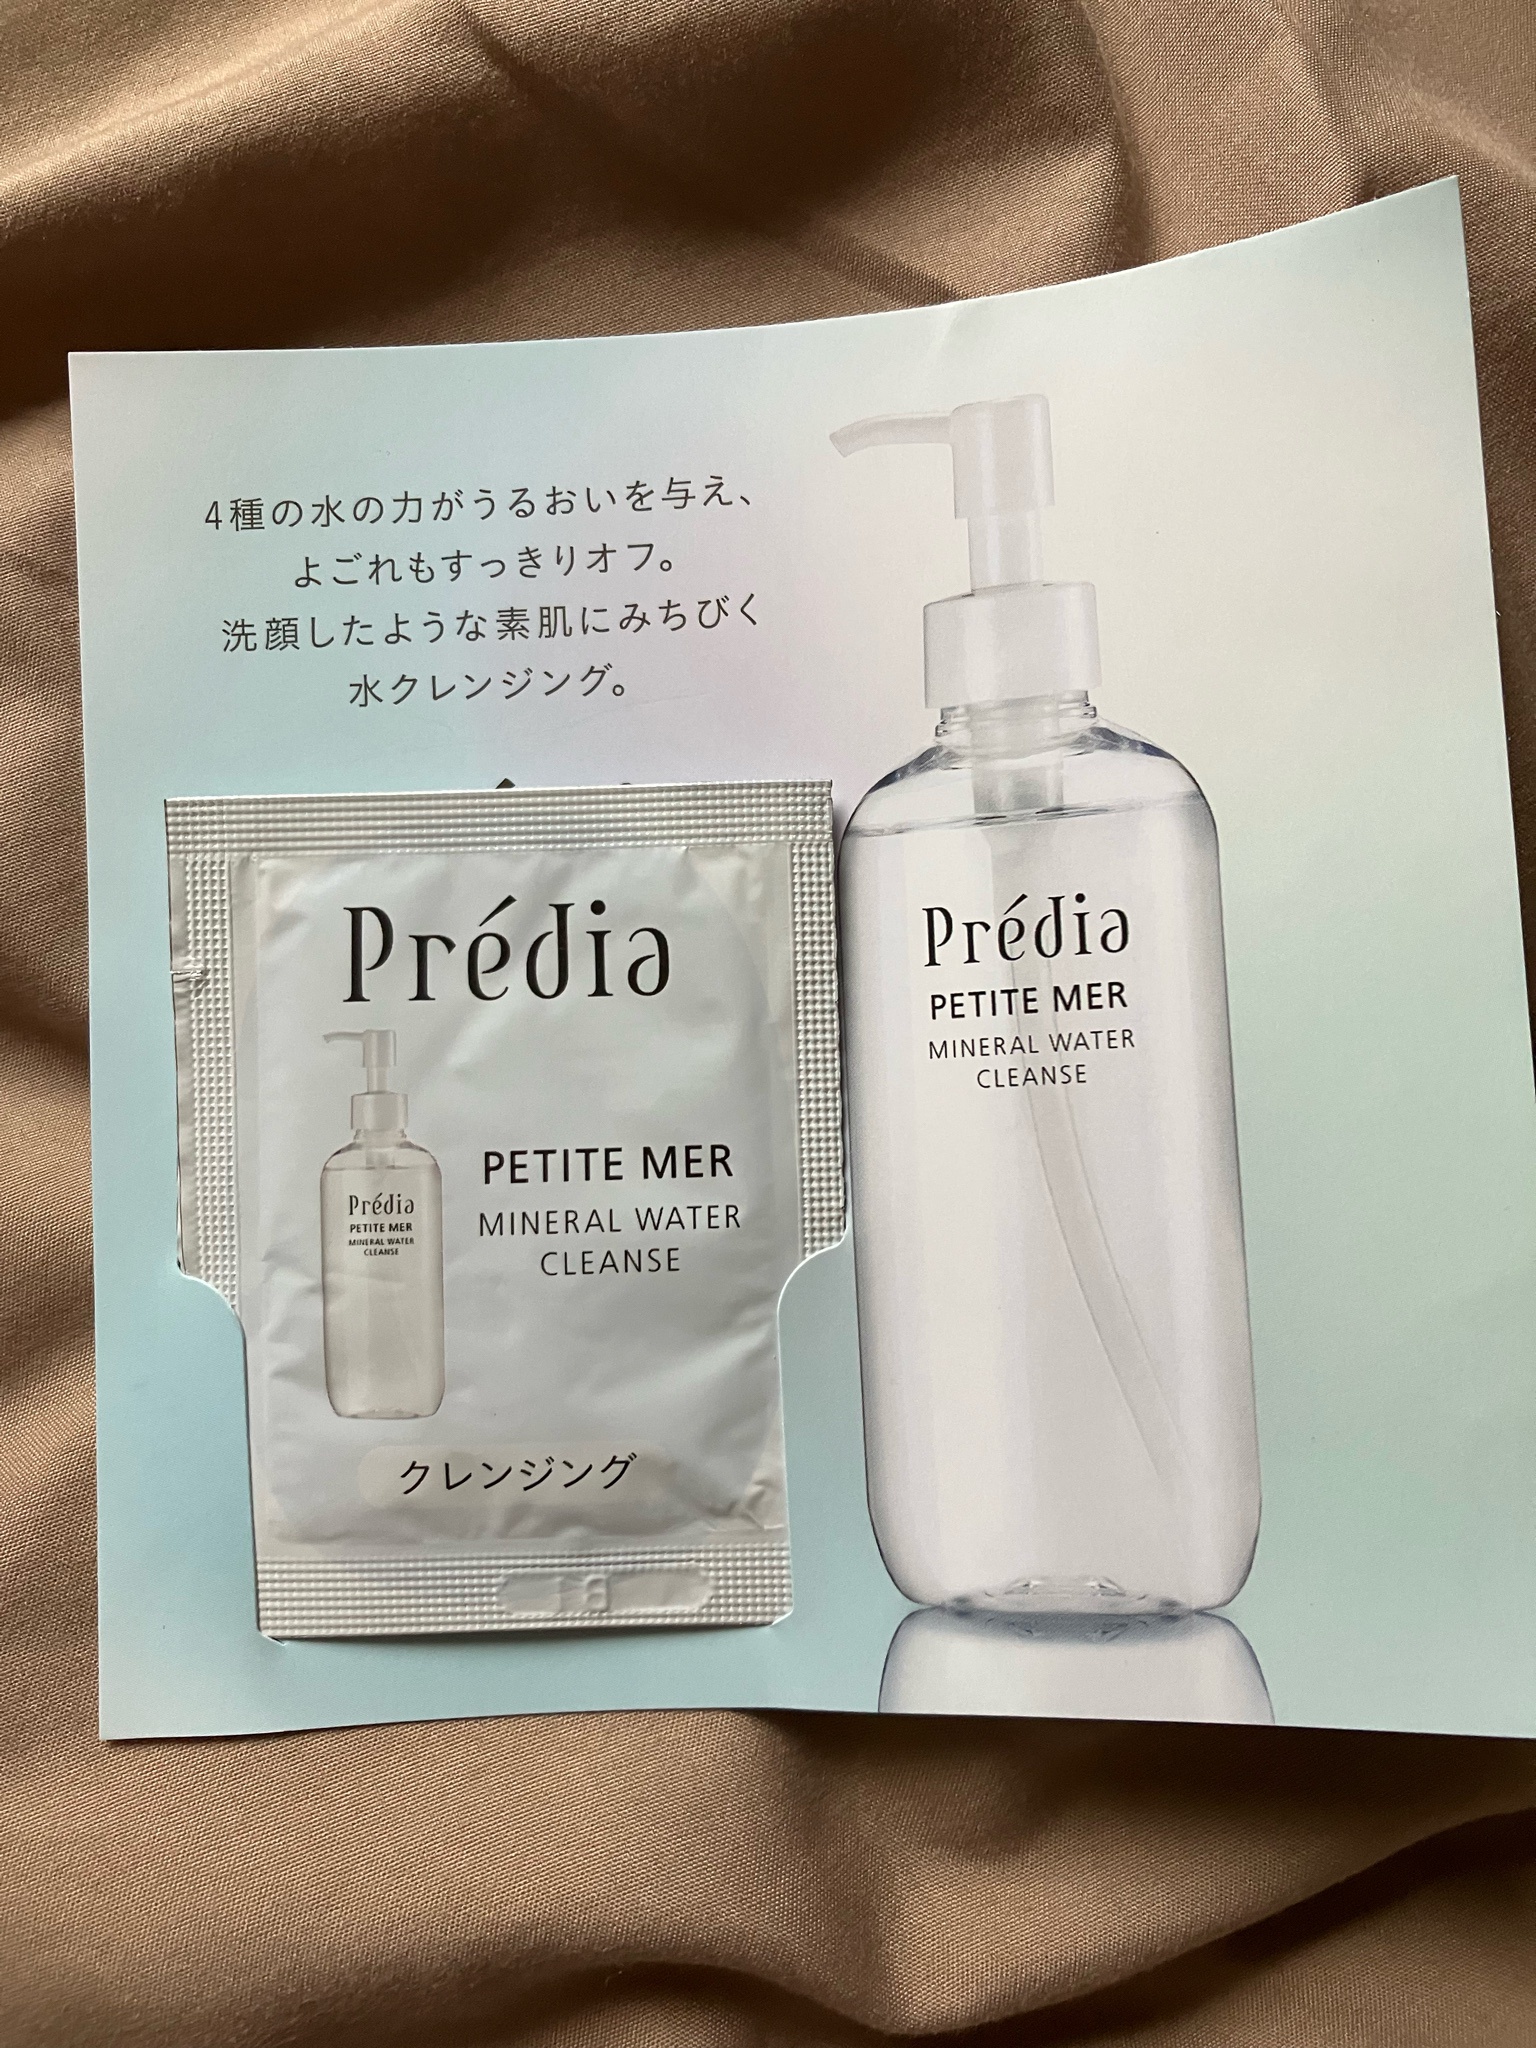 4種の水の力がうるおいを与え、
よごれもすっきりオフ。
洗顔したような素肌にみちびく
水クレンジング。
Prédia
PETITE MER
MINERAL WATER
CLEANSE
Prédia
PETITE MER
MINERAL WATER
CLEANSE
クレンジング
Prédia
PETITE MER
MINERAL WATER
CLEANSE